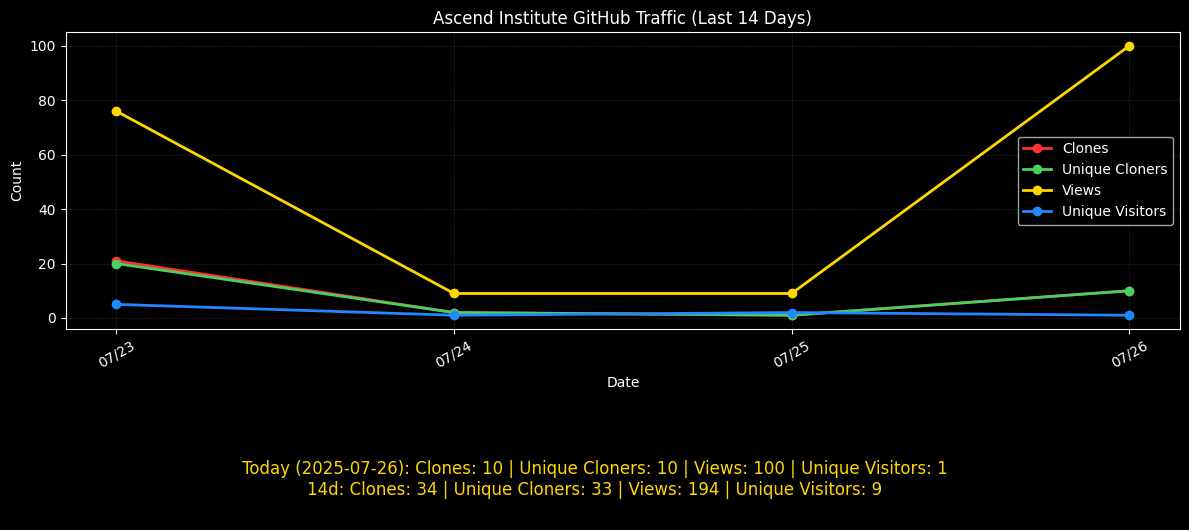 Ascend Institute GitHub Traffic (Last 14 Days)
100
80
60
40
20
0
Count
Clones
Unique Cloners
Views
Unique Visitors
07/23
07/24
07/25
07/26
Date
Today (2025-07-26): Clones: 10 | Unique Cloners: 10 | Views: 100 | Unique Visitors: 1
14d: Clones: 34 | Unique Cloners: 33 | Views: 194 | Unique Visitors: 9